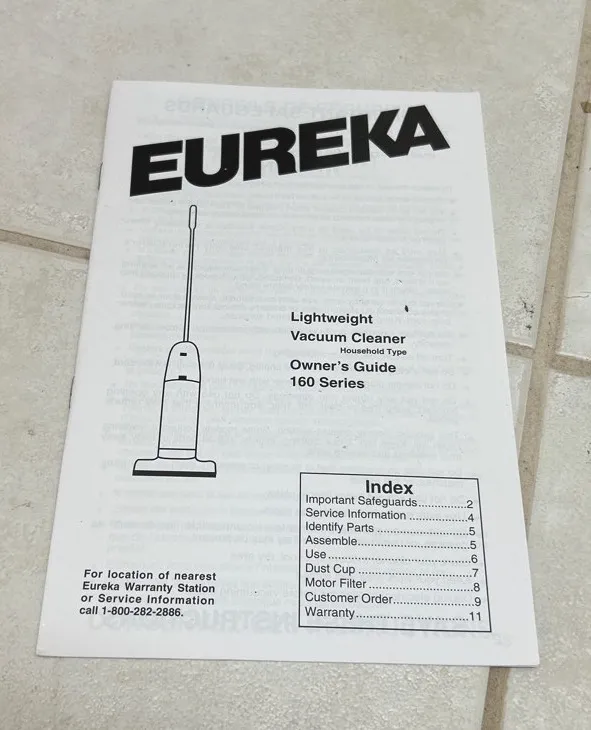 EUREKA
Lightweight
Vacuum Cleaner
Household Type
Owner's Guide
160 Series
Index
Important Safeguards..............2
Service Information .................4
Identify Parts ...........................5
Assemble.................................5
Use..........................................6
Dust Cup .................................7
Motor Filter ..............................8
Customer Order.......................9
Warranty.................................11
For location of nearest
Eureka Warranty Station
or Service Information
call 1-800-282-2886.